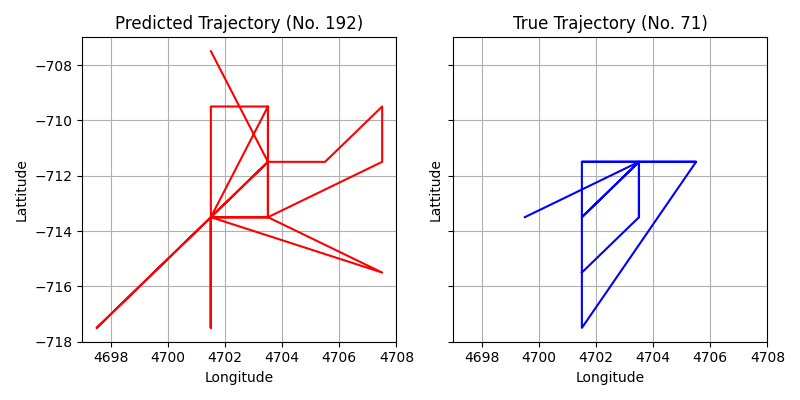 Predicted Trajectory (No. 192)
True Trajectory (No. 71)
−708
−710
−712
−714
−716
−718
Lattitude
Lattitude
4698 4700 4702 4704 4706 4708
4698 4700 4702 4704 4706 4708
Longitude
Longitude